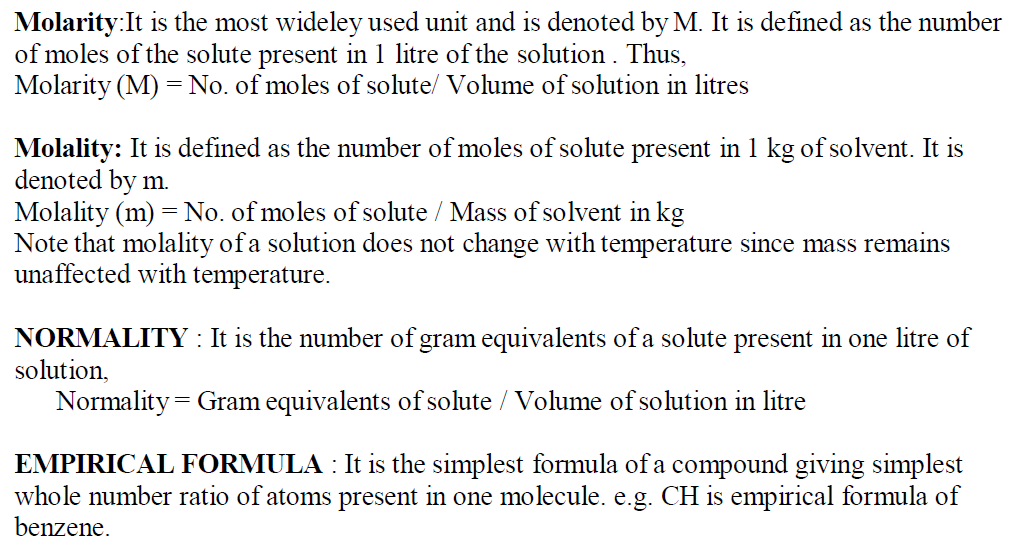 Molarity:It is the most wideley used unit and is denoted by M. It is defined as the number
of moles of the solute present in 1 litre of the solution . Thus,
Molarity (M) = No. of moles of solute/ Volume of solution in litres
Molality: It is defined as the number of moles of solute present in 1 kg of solvent. It is
denoted by m.
Molality (m) = No. of moles of solute / Mass of solvent in kg
Note that molality of a solution does not change with temperature since mass remains
unaffected with temperature.
NORMALITY : It is the number of gram equivalents of a solute present in one litre of
solution,
Normality = Gram equivalents of solute / Volume of solution in litre
EMPIRICAL FORMULA : It is the simplest formula of a compound giving simplest
whole number ratio of atoms present in one molecule. e.g. CH is empirical formula of
benzene.